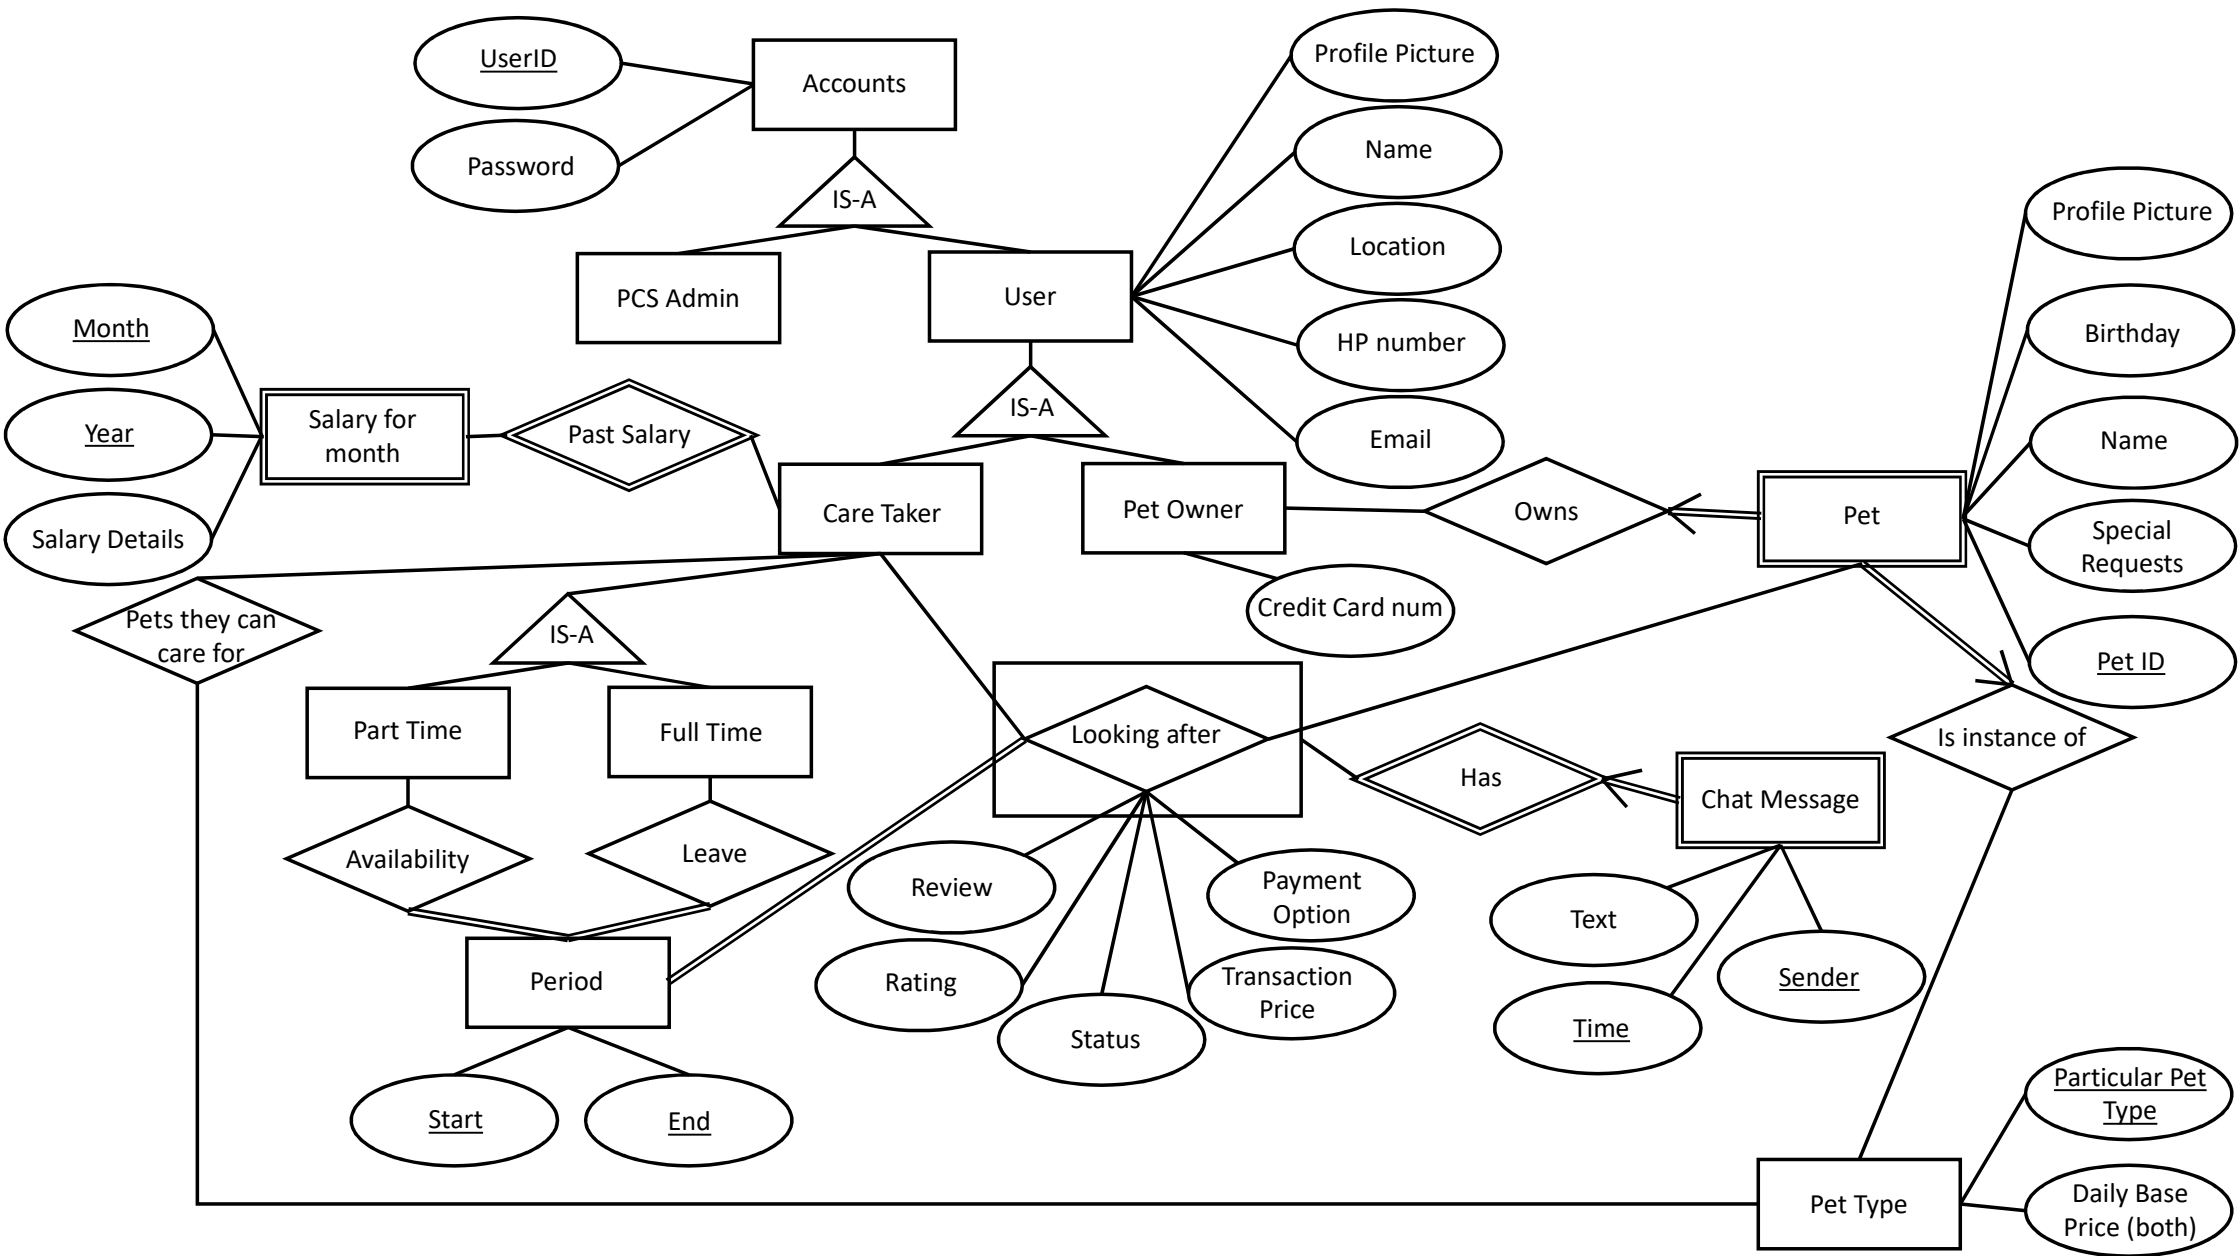 UserID
Accounts
Profile Picture
Password
Name
IS-A
Location
Profile Picture
PCS Admin
User
HP number
Birthday
Month
Salary for
month
Past Salary
IS-A
Email
Name
Year
Care Taker
Pet Owner
Owns
Pet
Special
Requests
Salary Details
Credit Card num
Pets they can
care for
IS-A
Pet ID
Part Time
Full Time
Looking after
Has
Chat Message
Is instance of
Availability
Leave
Review
Payment
Option
Text
Period
Rating
Status
Transaction
Price
Sender
Time
Start
End
Particular Pet
Type
Pet Type
Daily Base
Price (both)